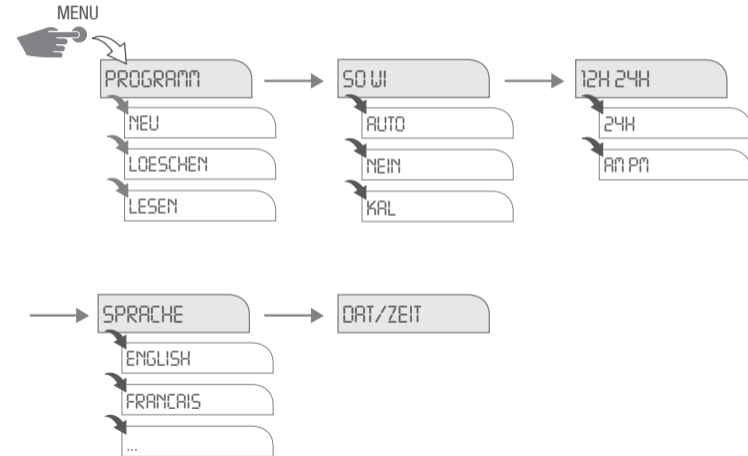 MENU
PROGRAMM
NEU
LOESCHEN
LESEN
SO WI
AUTO
NEIN
KAL
12H 24H
24H
AM PM
SPRACHE
ENGLISH
FRANCAIS
...
DAT/ZEIT